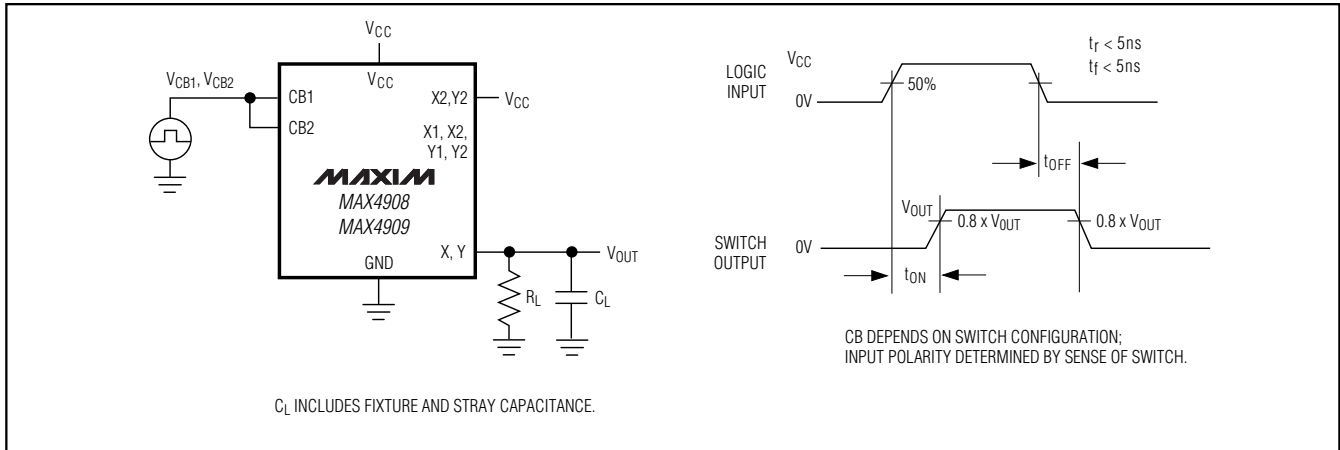 VCC
VCB1, VCB2
VCC
CB1
X2,Y2
VCC
CB2
X1, X2,
Y1, Y2
MAXIM
MAX4908
MAX4909
X, Y
VOUT
GND
RL
CL
CL INCLUDES FIXTURE AND STRAY CAPACITANCE.
LOGIC
INPUT
VCC
0V
50%
tr < 5ns
tf < 5ns
tOFF
SWITCH
OUTPUT
VOUT
0V
0.8 x VOUT
0.8 x VOUT
tON
CB DEPENDS ON SWITCH CONFIGURATION;
INPUT POLARITY DETERMINED BY SENSE OF SWITCH.